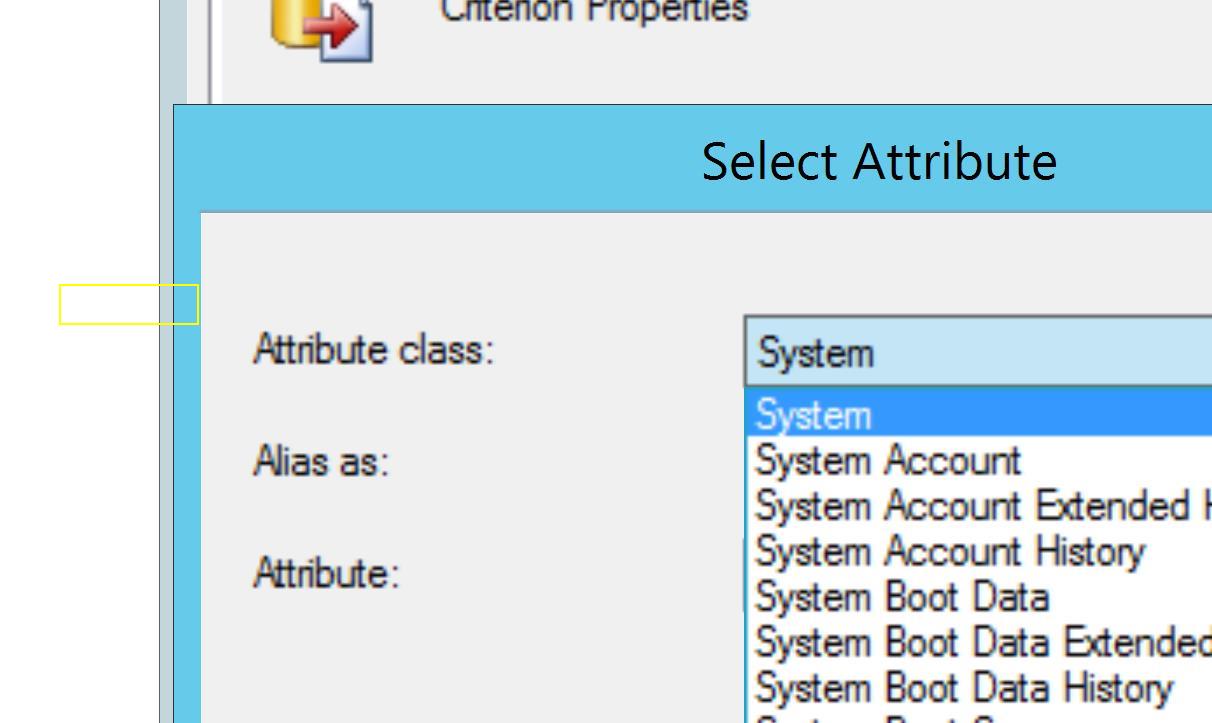 Criterion Properties
Select Attribute
Attribute class:
System
System
Alias as:
System Account
System Account Extended
System Account History
Attribute:
System Boot Data
System Boot Data Extended
System Boot Data History